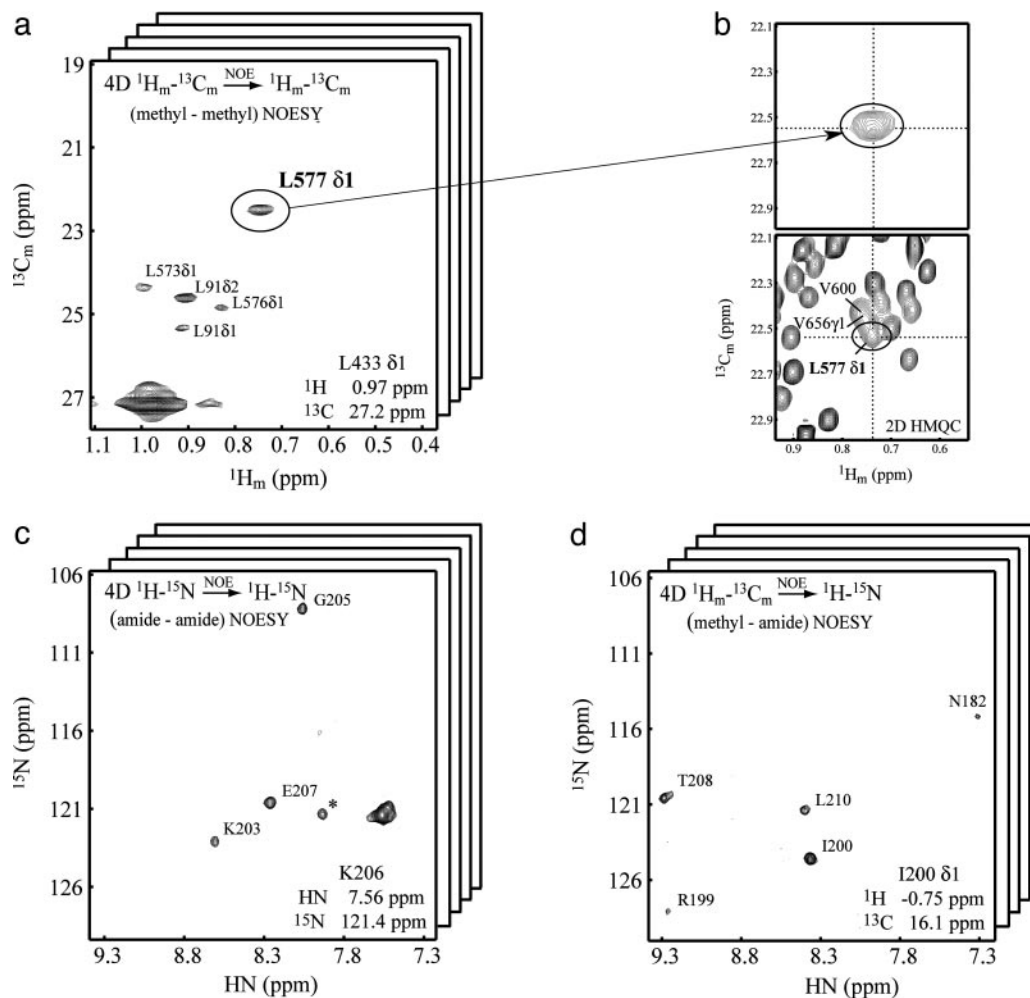 a
4D ¹Hm-¹³Cm NOE → ¹Hm-¹³Cm
(methyl - methyl) NOESY
L577 δ1
L573δ1
L91δ2
L576δ1
L91δ1
L433 δ1
¹H 0.97 ppm
¹³C 27.2 ppm
19
21
23
25
27
¹³Cm (ppm)
1.1 1.0 0.9 0.8 0.7 0.6 0.5 0.4
¹Hm (ppm)
b
22.1
22.3
22.5
22.7
22.9
22.1
22.3
22.5
22.7
22.9
¹³Cm (ppm)
V600
V656γ1
L577 δ1
2D HMQC
0.9 0.8 0.7 0.6
¹Hm (ppm)
c
4D ¹H-¹⁵N NOE → ¹H-¹⁵N
(amide - amide) NOESY
G205
E207
*
K203
K206
HN 7.56 ppm
¹⁵N 121.4 ppm
106
111
116
121
126
¹⁵N (ppm)
9.3 8.8 8.3 7.8 7.3
HN (ppm)
d
4D ¹Hm-¹³Cm NOE → ¹H-¹⁵N
(methyl - amide) NOESY
N182
T208
L210
I200
R199
I200 δ1
¹H -0.75 ppm
¹³C 16.1 ppm
106
111
116
121
126
¹⁵N (ppm)
9.3 8.8 8.3 7.8 7.3
HN (ppm)